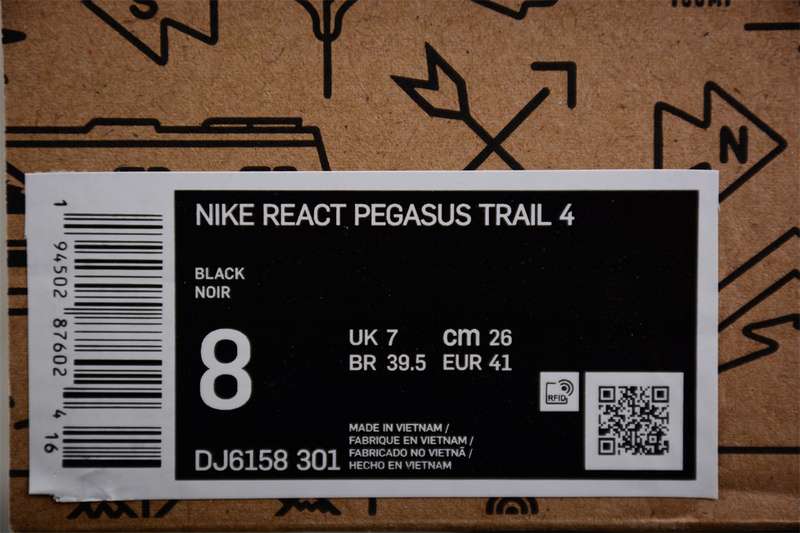 S
N
NIKE REACT PEGASUS TRAIL 4
BLACK
NOIR
8
UK 7
cm 26
BR 39.5
EUR 41
RFID
MADE IN VIETNAM /
FABRIQUE EN VIETNAM /
FABRICADO NO VIETNÃ /
HECHO EN VIETNAM
DJ6158 301
1 94502 87602 4 16